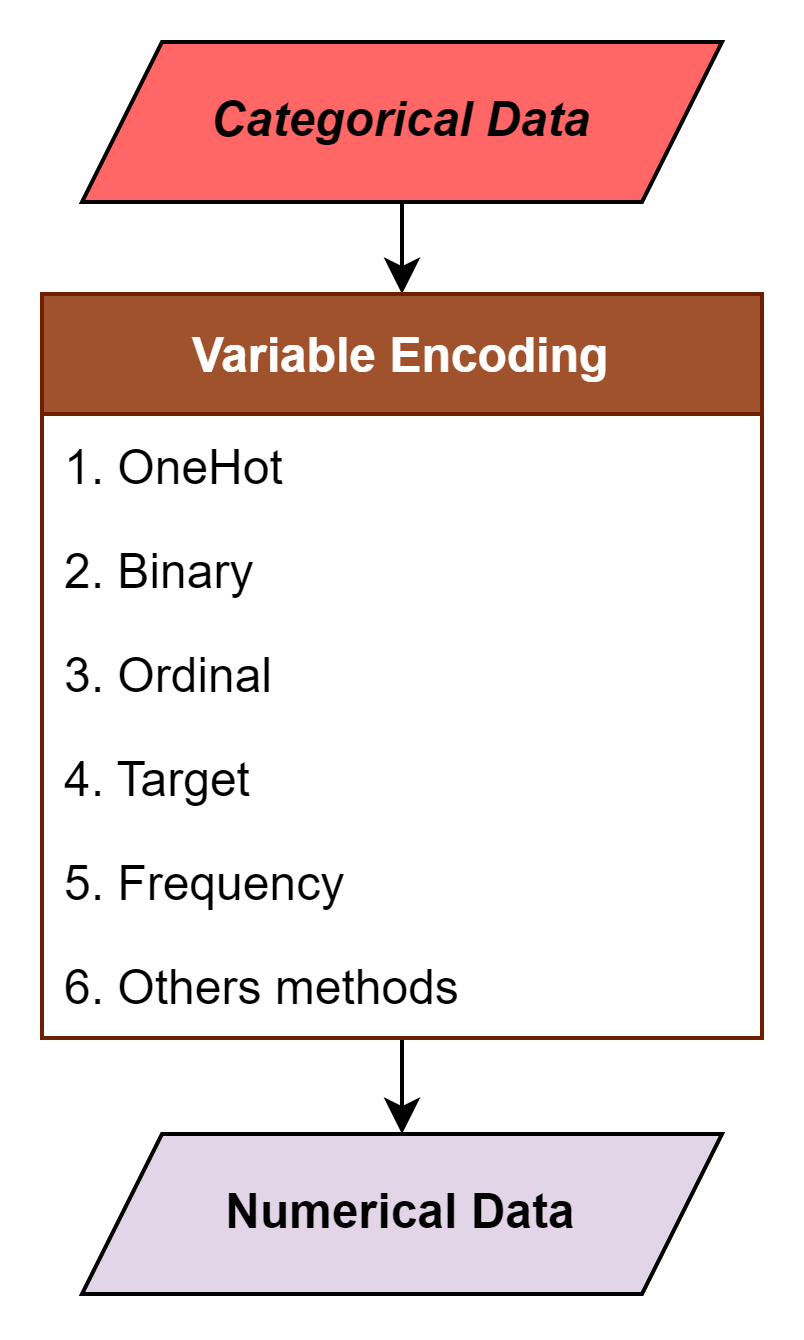 Categorical Data
Variable Encoding
1. OneHot
2. Binary
3. Ordinal
4. Target
5. Frequency
6. Others methods
Numerical Data